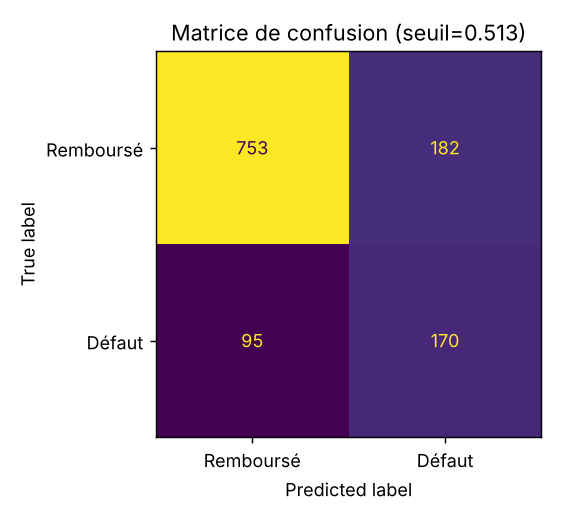 Matrice de confusion (seuil=0.513)
True label
Remboursé
753
182
Défaut
95
170
Remboursé
Défaut
Predicted label